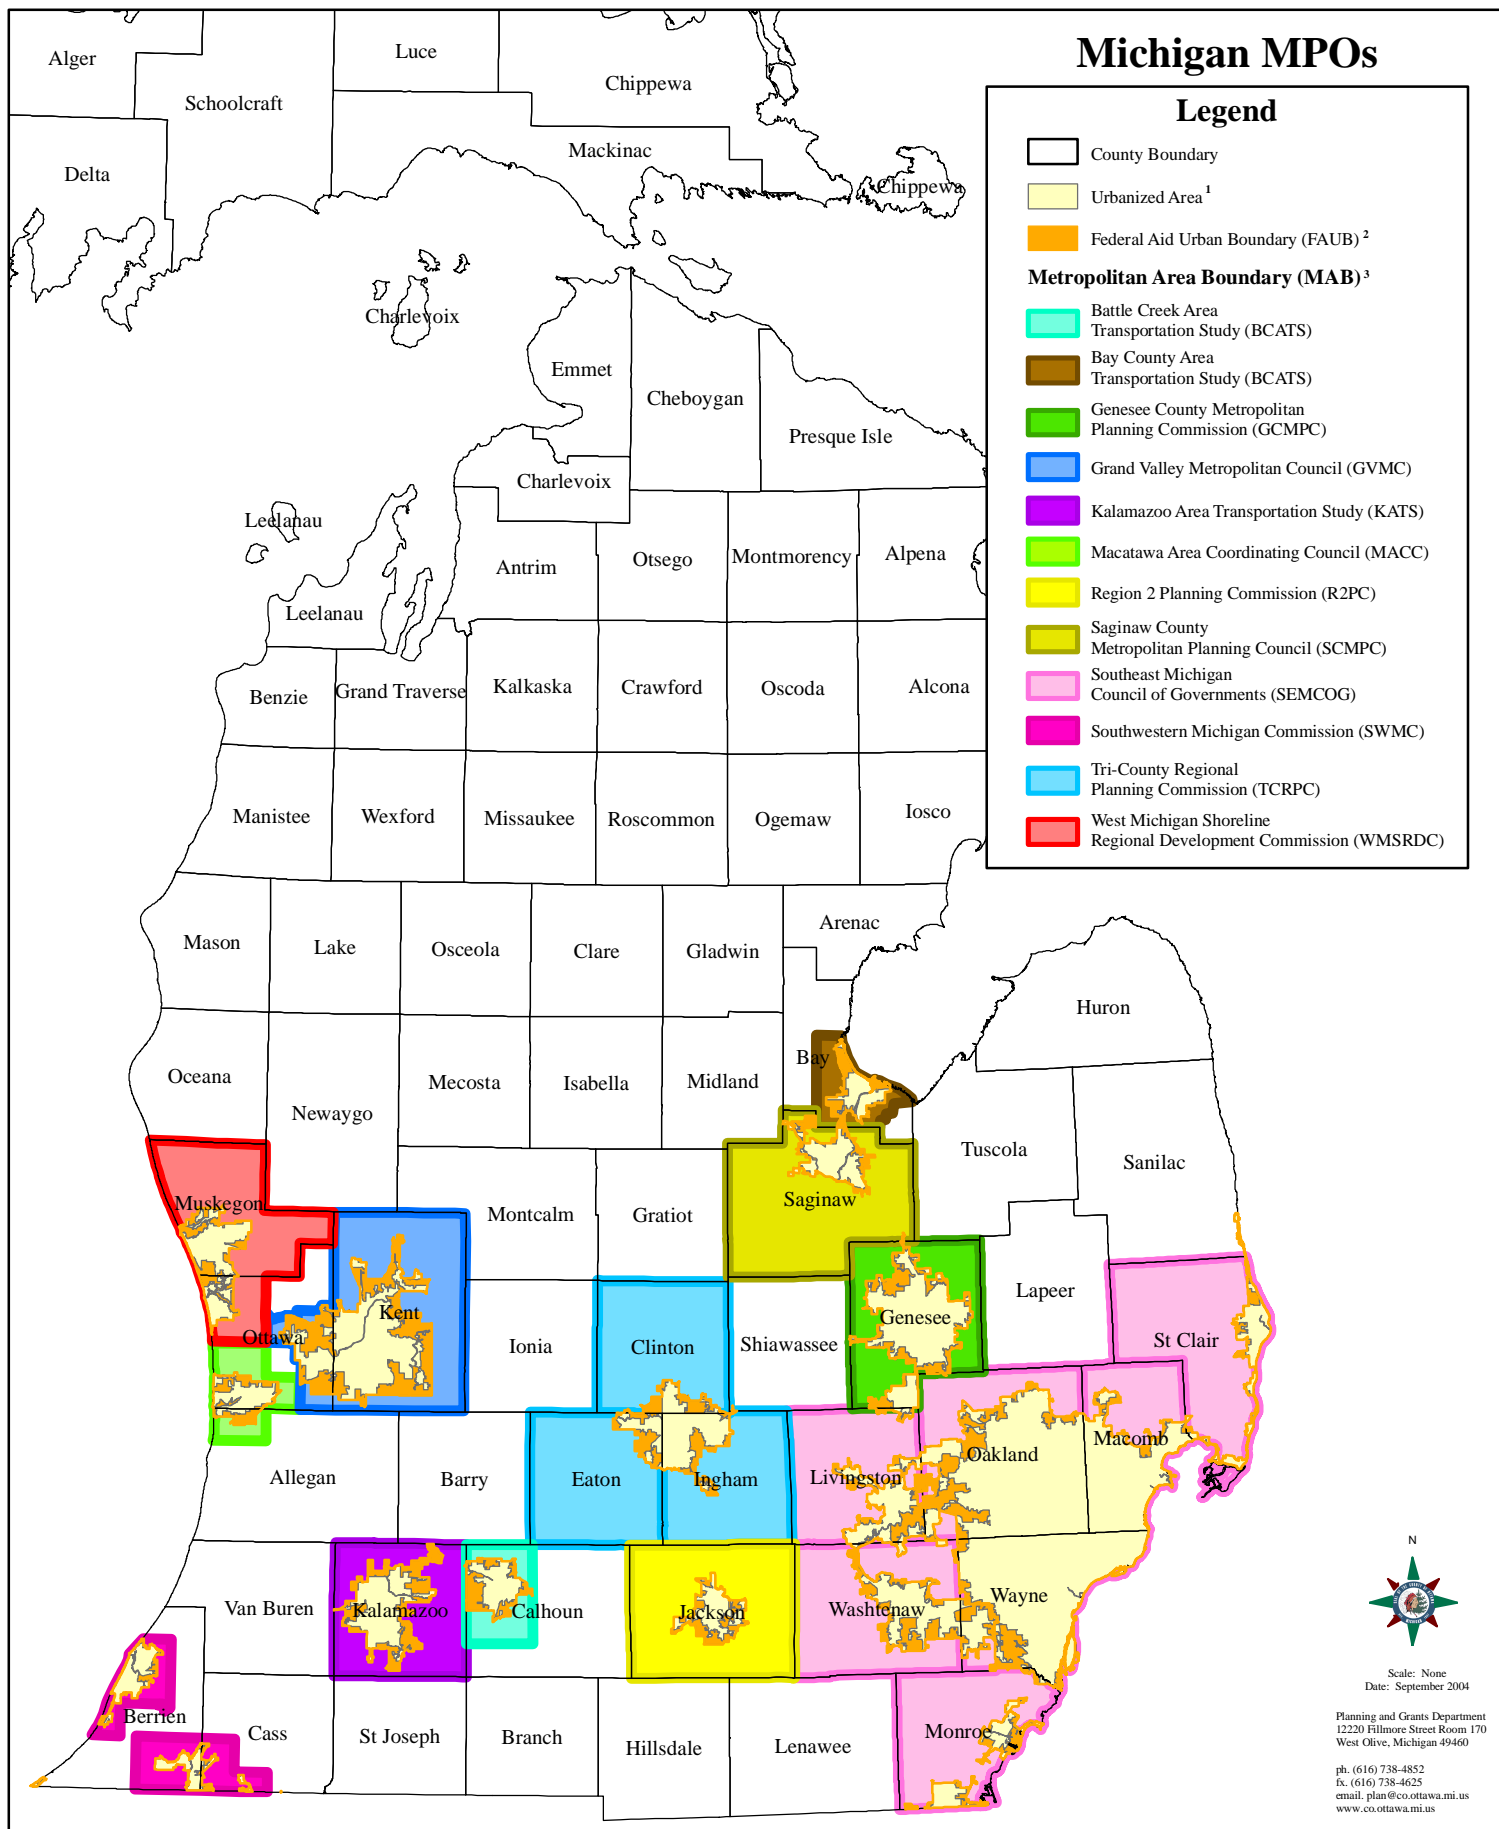 Michigan MPOs
Legend
County Boundary
Urbanized Area 1
Federal Aid Urban Boundary (FAUB) 2
Metropolitan Area Boundary (MAB) 3
Battle Creek Area
Transportation Study (BCATS)
Bay County Area
Transportation Study (BCATS)
Genesee County Metropolitan
Planning Commission (GCMPC)
Grand Valley Metropolitan Council (GVMC)
Kalamazoo Area Transportation Study (KATS)
Macatawa Area Coordinating Council (MACC)
Region 2 Planning Commission (R2PC)
Saginaw County
Metropolitan Planning Council (SCMPC)
Southeast Michigan
Council of Governments (SEMCOG)
Southwestern Michigan Commission (SWMC)
Tri-County Regional
Planning Commission (TCRPC)
West Michigan Shoreline
Regional Development Commission (WMSRDC)
Alger
Luce
Chippewa
Schoolcraft
Mackinac
Delta
Chippewa
Charlevoix
Emmet
Cheboygan
Presque Isle
Charlevoix
Leelanau
Antrim
Otsego
Montmorency
Alpena
Leelanau
Benzie
Grand Traverse
Kalkaska
Crawford
Oscoda
Alcona
Manistee
Wexford
Missaukee
Roscommon
Ogemaw
Iosco
Mason
Lake
Osceola
Clare
Gladwin
Arenac
Huron
Oceana
Newaygo
Mecosta
Isabella
Midland
Bay
Tuscola
Sanilac
Muskegon
Montcalm
Gratiot
Saginaw
Lapeer
Ottawa
Kent
Ionia
Clinton
Shiawassee
Genesee
St Clair
Allegan
Barry
Eaton
Ingham
Livingston
Oakland
Macomb
Van Buren
Kalamazoo
Calhoun
Jackson
Washtenaw
Wayne
Berrien
Cass
St Joseph
Branch
Hillsdale
Lenawee
Monroe
N
Scale: None
Date: September 2004
Planning and Grants Department
12220 Fillmore Street Room 170
West Olive, Michigan 49460
ph. (616) 738-4852
fx. (616) 738-4625
email. plan@co.ottawa.mi.us
www.co.ottawa.mi.us